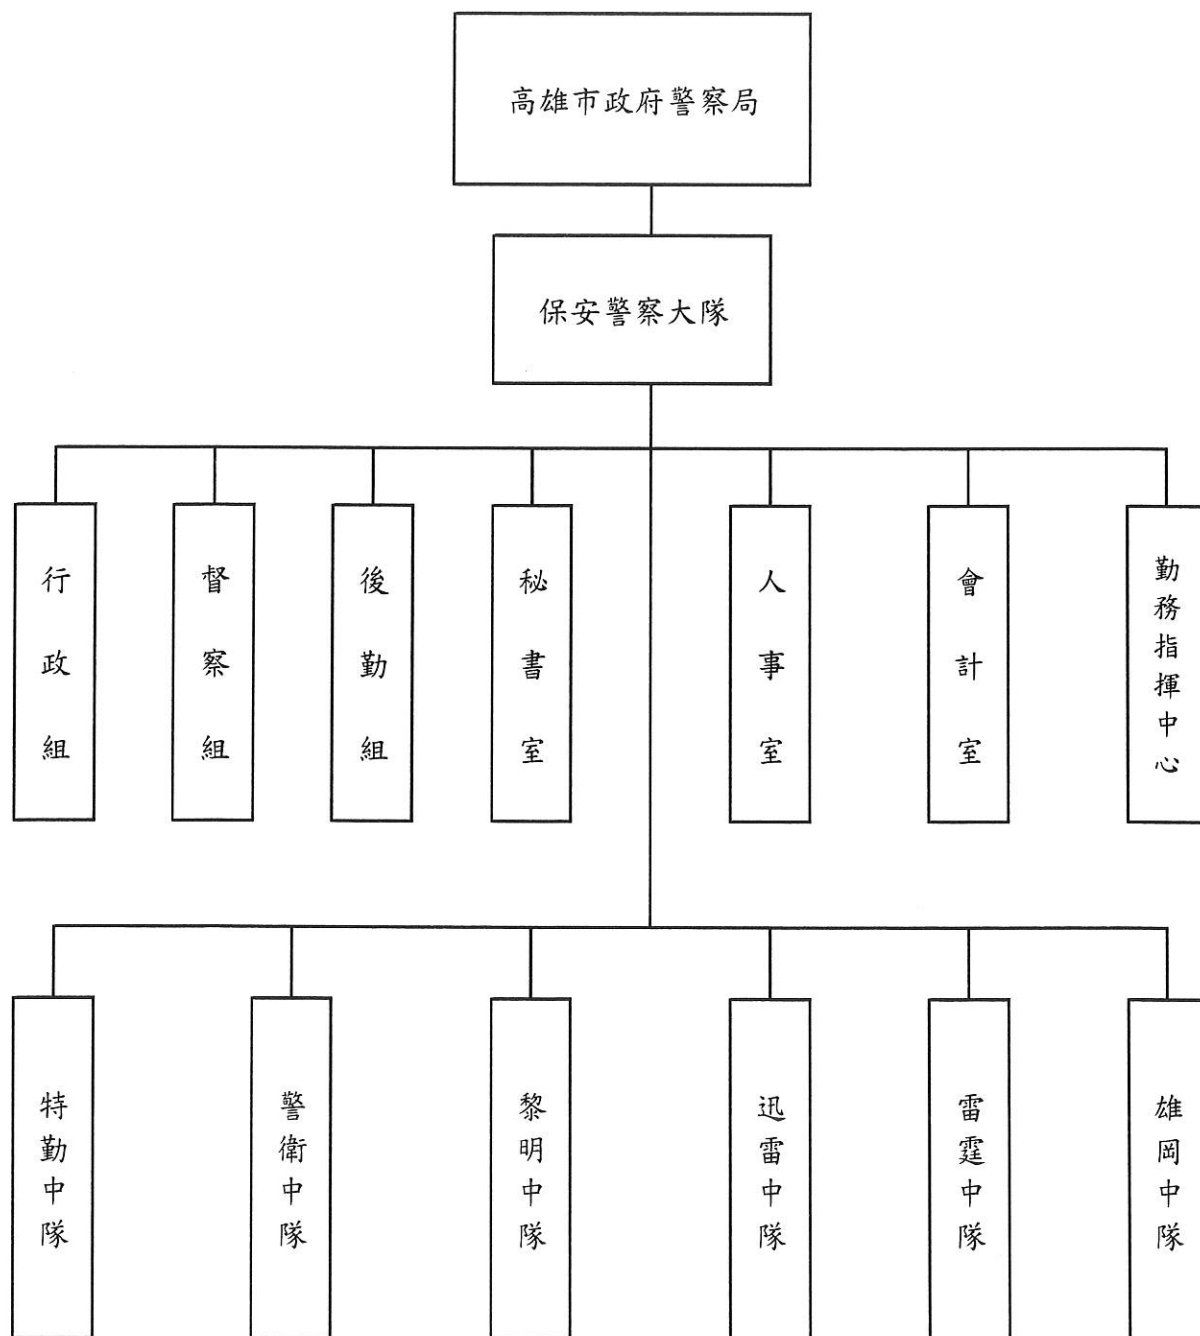 高雄市政府警察局
保安警察大隊
行政組
督察組
後勤組
秘書室
人事室
會計室
勤務指揮中心
特勤中隊
警衛中隊
黎明中隊
迅雷中隊
雷霆中隊
雄岡中隊